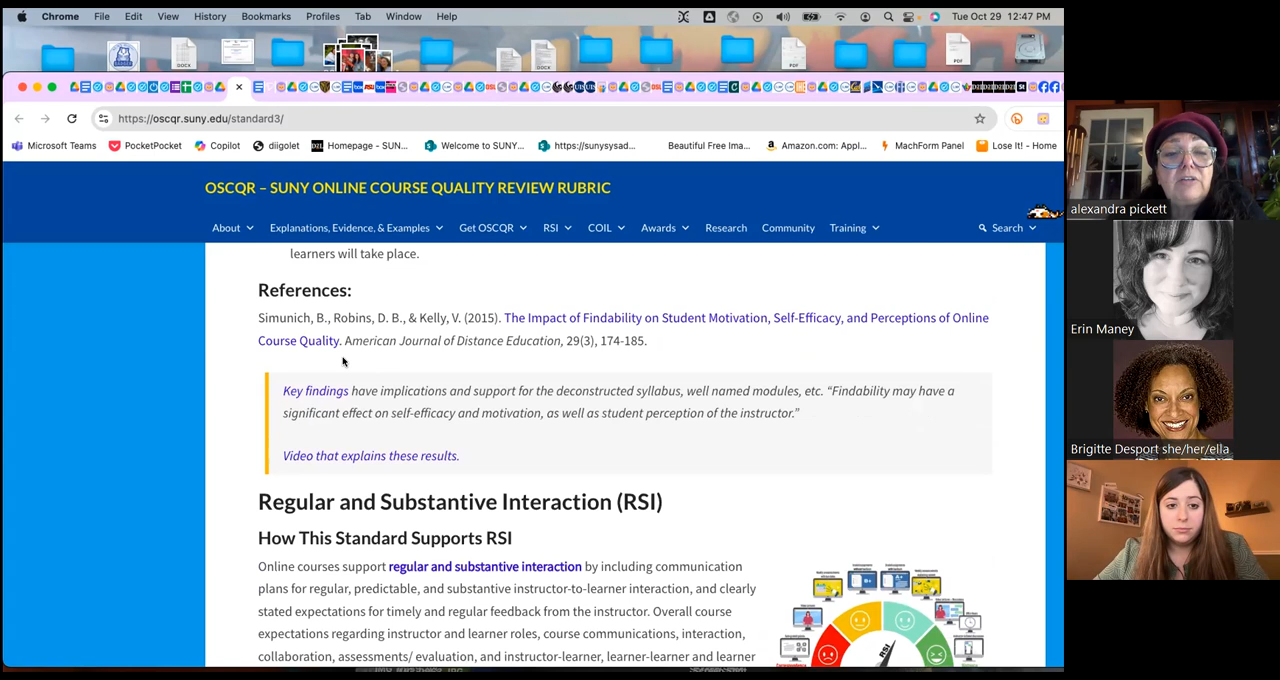 Chrome File Edit View History Bookmarks Profiles Tab Window Help Tue Oct 29 12:47 PM
DOCX PDF
https://oscqr.suny.edu/standard3/
Microsoft Teams PocketPocket Copilot diigolet Homepage - SUN... Welcome to SUNY... https://sunysysad... Beautiful Free Ima... Amazon.com: Appl... MachForm Panel Lose It! - Home
OSCQR – SUNY ONLINE COURSE QUALITY REVIEW RUBRIC
About Explanations, Evidence, & Examples Get OSCQR RSI COIL Awards Research Community Training Search
learners will take place.
References:
Simunich, B., Robins, D. B., & Kelly, V. (2015). The Impact of Findability on Student Motivation, Self-Efficacy, and Perceptions of Online
Course Quality. American Journal of Distance Education, 29(3), 174-185.
Key findings have implications and support for the deconstructed syllabus, well named modules, etc. “Findability may have a
significant effect on self-efficacy and motivation, as well as student perception of the instructor.”
Video that explains these results.
Regular and Substantive Interaction (RSI)
How This Standard Supports RSI
Online courses support regular and substantive interaction by including communication
plans for regular, predictable, and substantive instructor-to-learner interaction, and clearly
stated expectations for timely and regular feedback from the instructor. Overall course
expectations regarding instructor and learner roles, course communications, interaction,
collaboration, assessments/ evaluation, and instructor-learner, learner-learner and learner
RSI
alexandra pickett
Erin Maney
Brigitte Desport she/her/ella